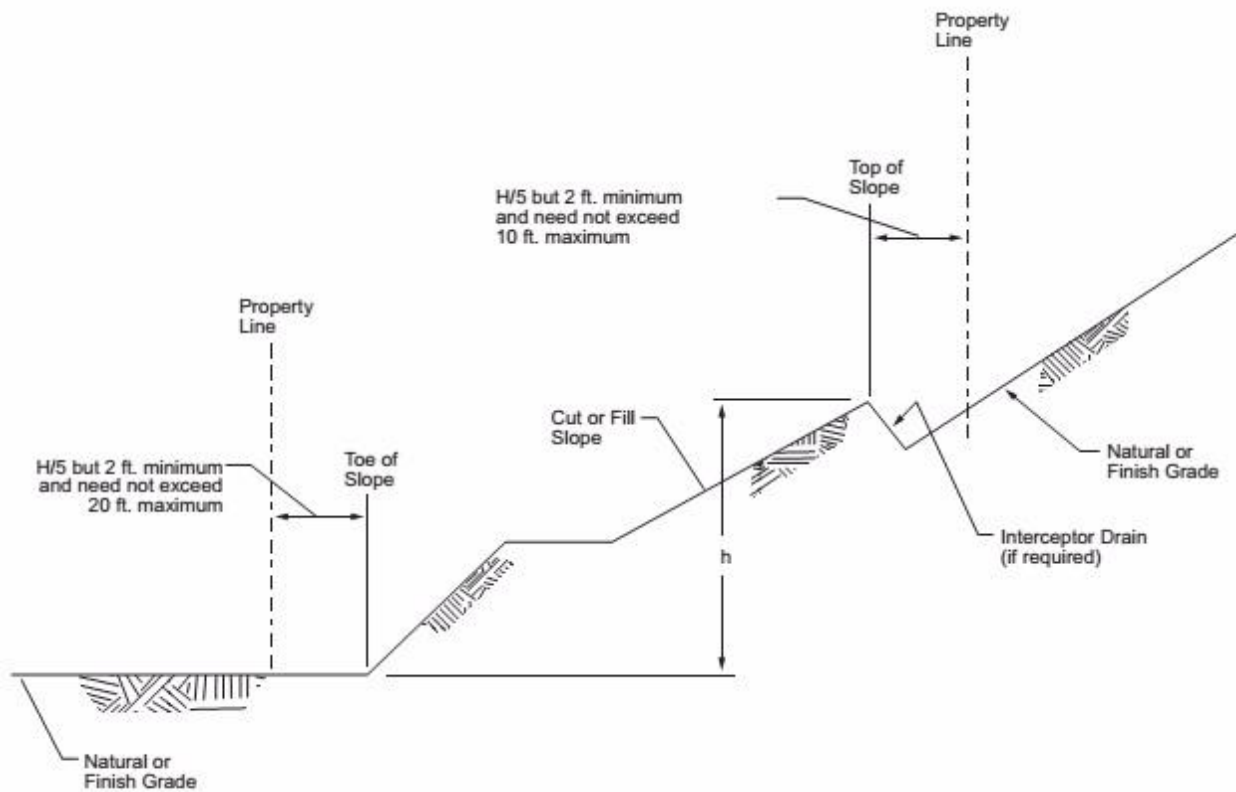 Property
Line
Top of
Slope
H/5 but 2 ft. minimum
and need not exceed
10 ft. maximum
Property
Line
Cut or Fill
Slope
Natural or
Finish Grade
H/5 but 2 ft. minimum
and need not exceed
20 ft. maximum
Toe of
Slope
h
Interceptor Drain
(if required)
Natural or
Finish Grade